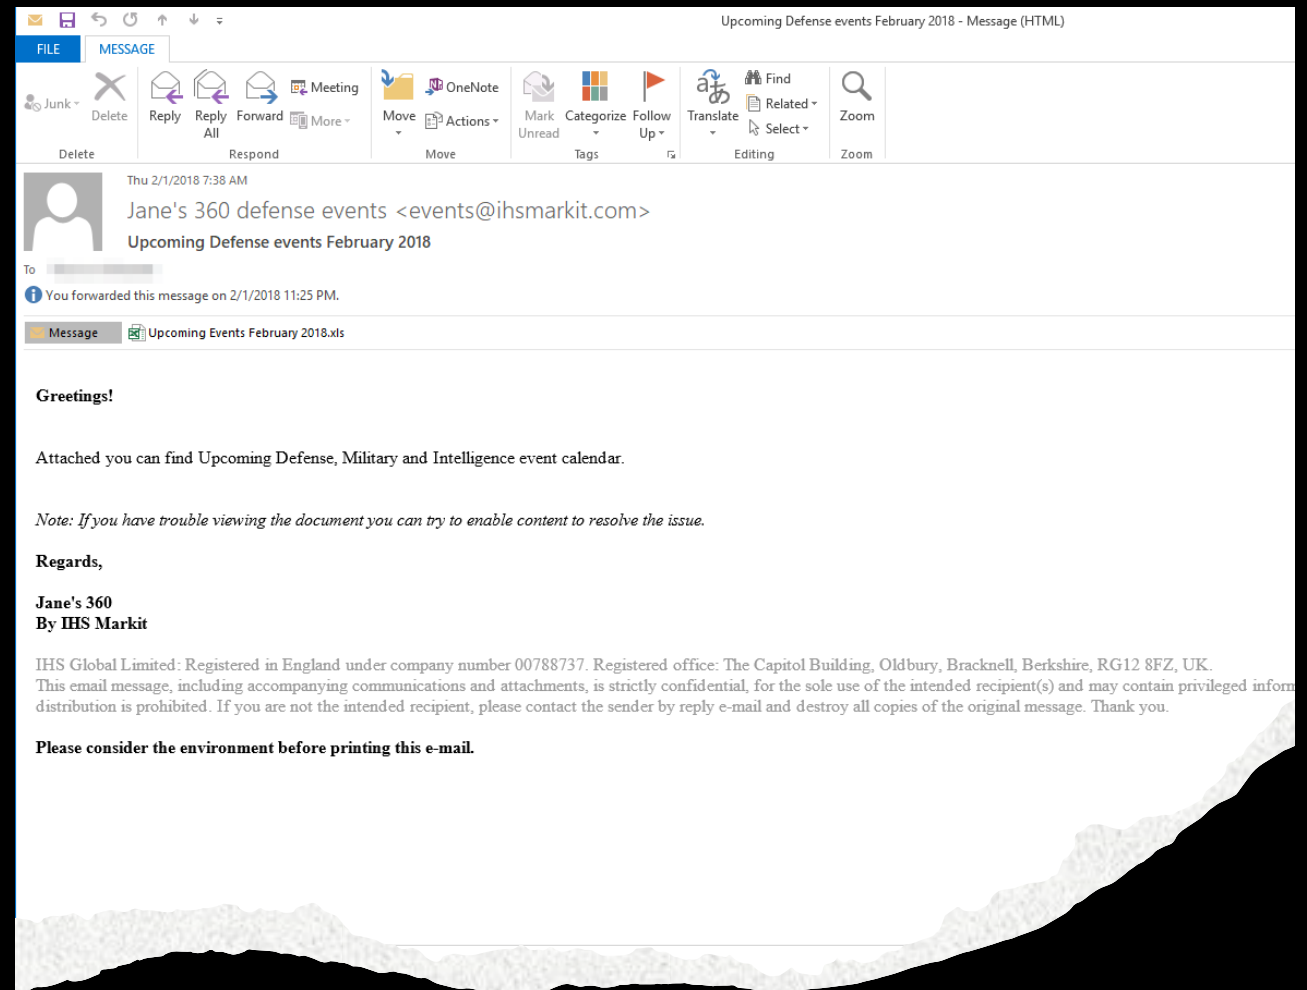 Upcoming Defense events February 2018 - Message (HTML)
FILE MESSAGE
Junk Delete Reply Reply All Forward Meeting More Move OneNote Actions Mark Unread Categorize Follow Up Translate Find Related Select Zoom
Delete Respond Move Tags Editing Zoom
Thu 2/1/2018 7:38 AM
Jane's 360 defense events <events@ihsmarkit.com>
Upcoming Defense events February 2018
To
You forwarded this message on 2/1/2018 11:25 PM.
Message Upcoming Events February 2018.xls
Greetings!
Attached you can find Upcoming Defense, Military and Intelligence event calendar.
Note: If you have trouble viewing the document you can try to enable content to resolve the issue.
Regards,
Jane's 360
By IHS Markit
IHS Global Limited: Registered in England under company number 00788737. Registered office: The Capitol Building, Oldbury, Bracknell, Berkshire, RG12 8FZ, UK.
This email message, including accompanying communications and attachments, is strictly confidential, for the sole use of the intended recipient(s) and may contain privileged inform
distribution is prohibited. If you are not the intended recipient, please contact the sender by reply e-mail and destroy all copies of the original message. Thank you.
Please consider the environment before printing this e-mail.